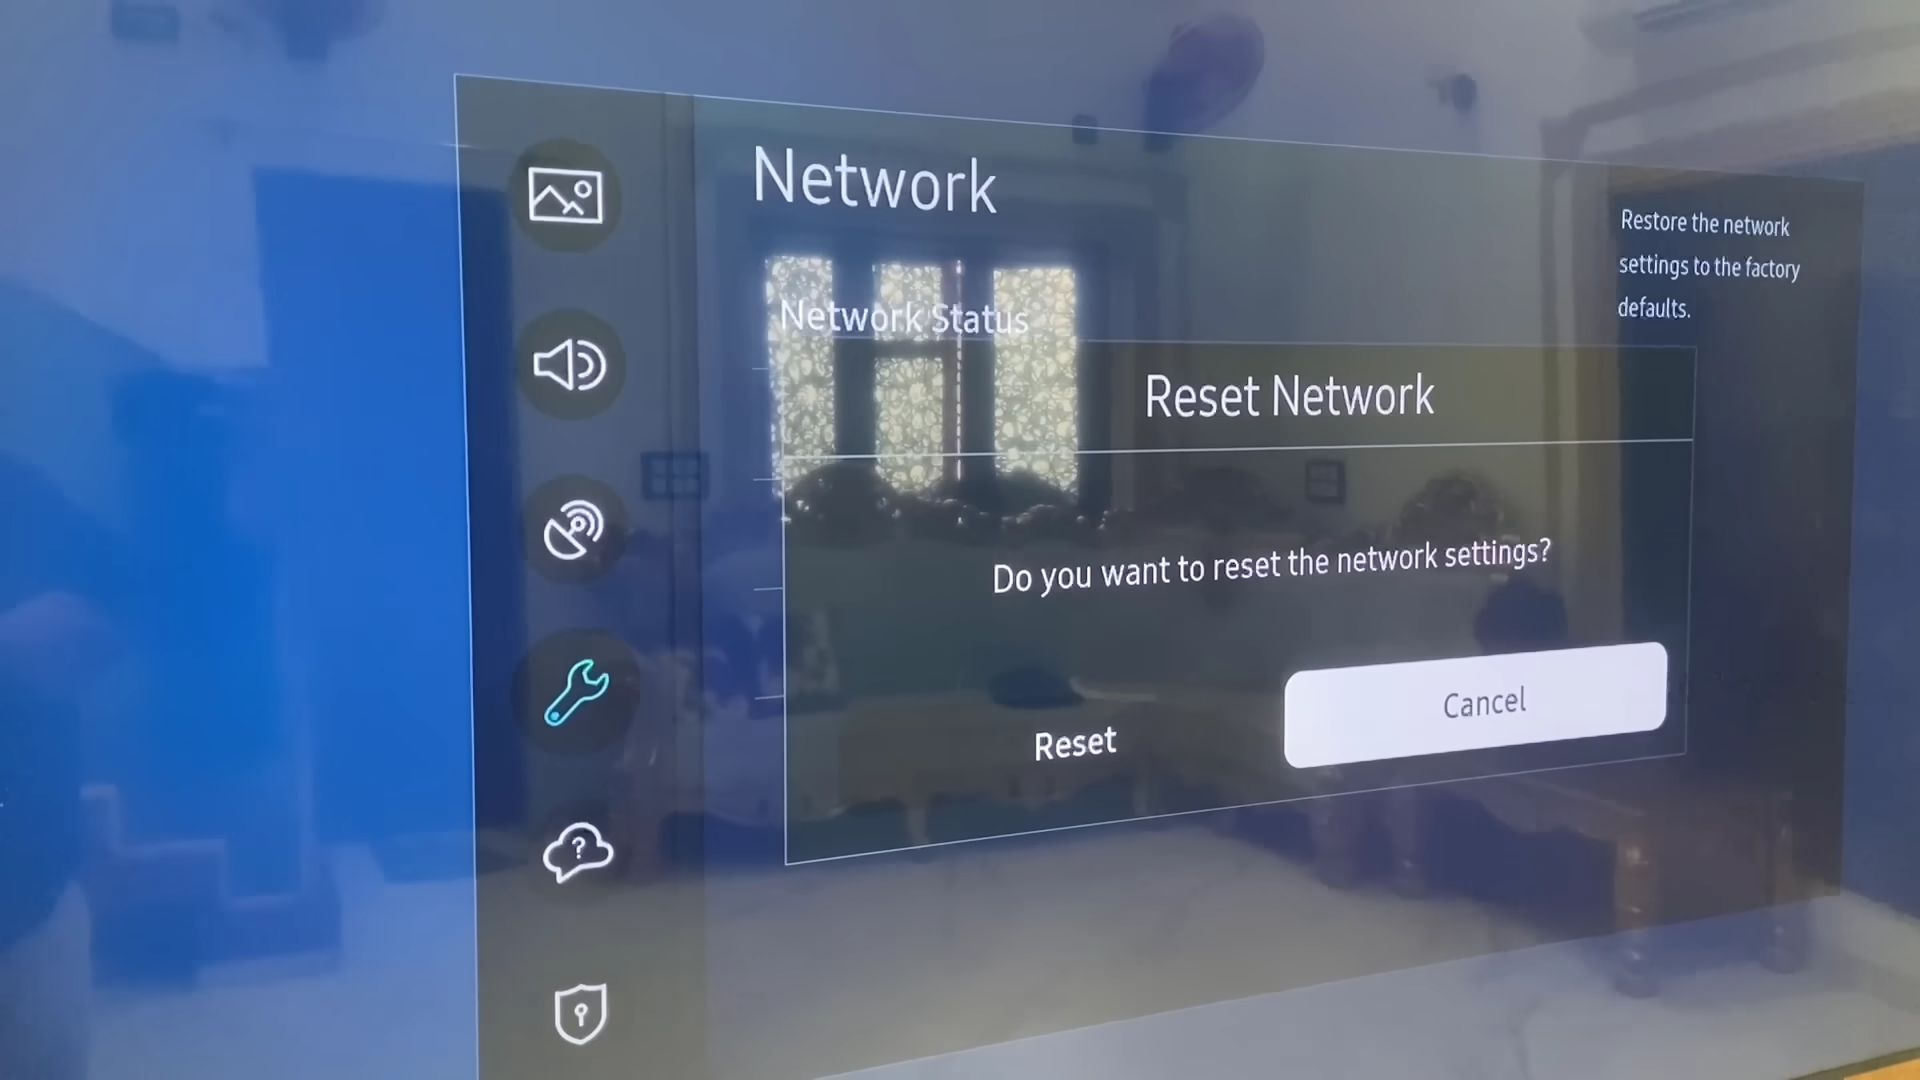 Network
Restore the network
settings to the factory
defaults.
Network Status
Reset Network
Do you want to reset the network settings?
Reset
Cancel
?